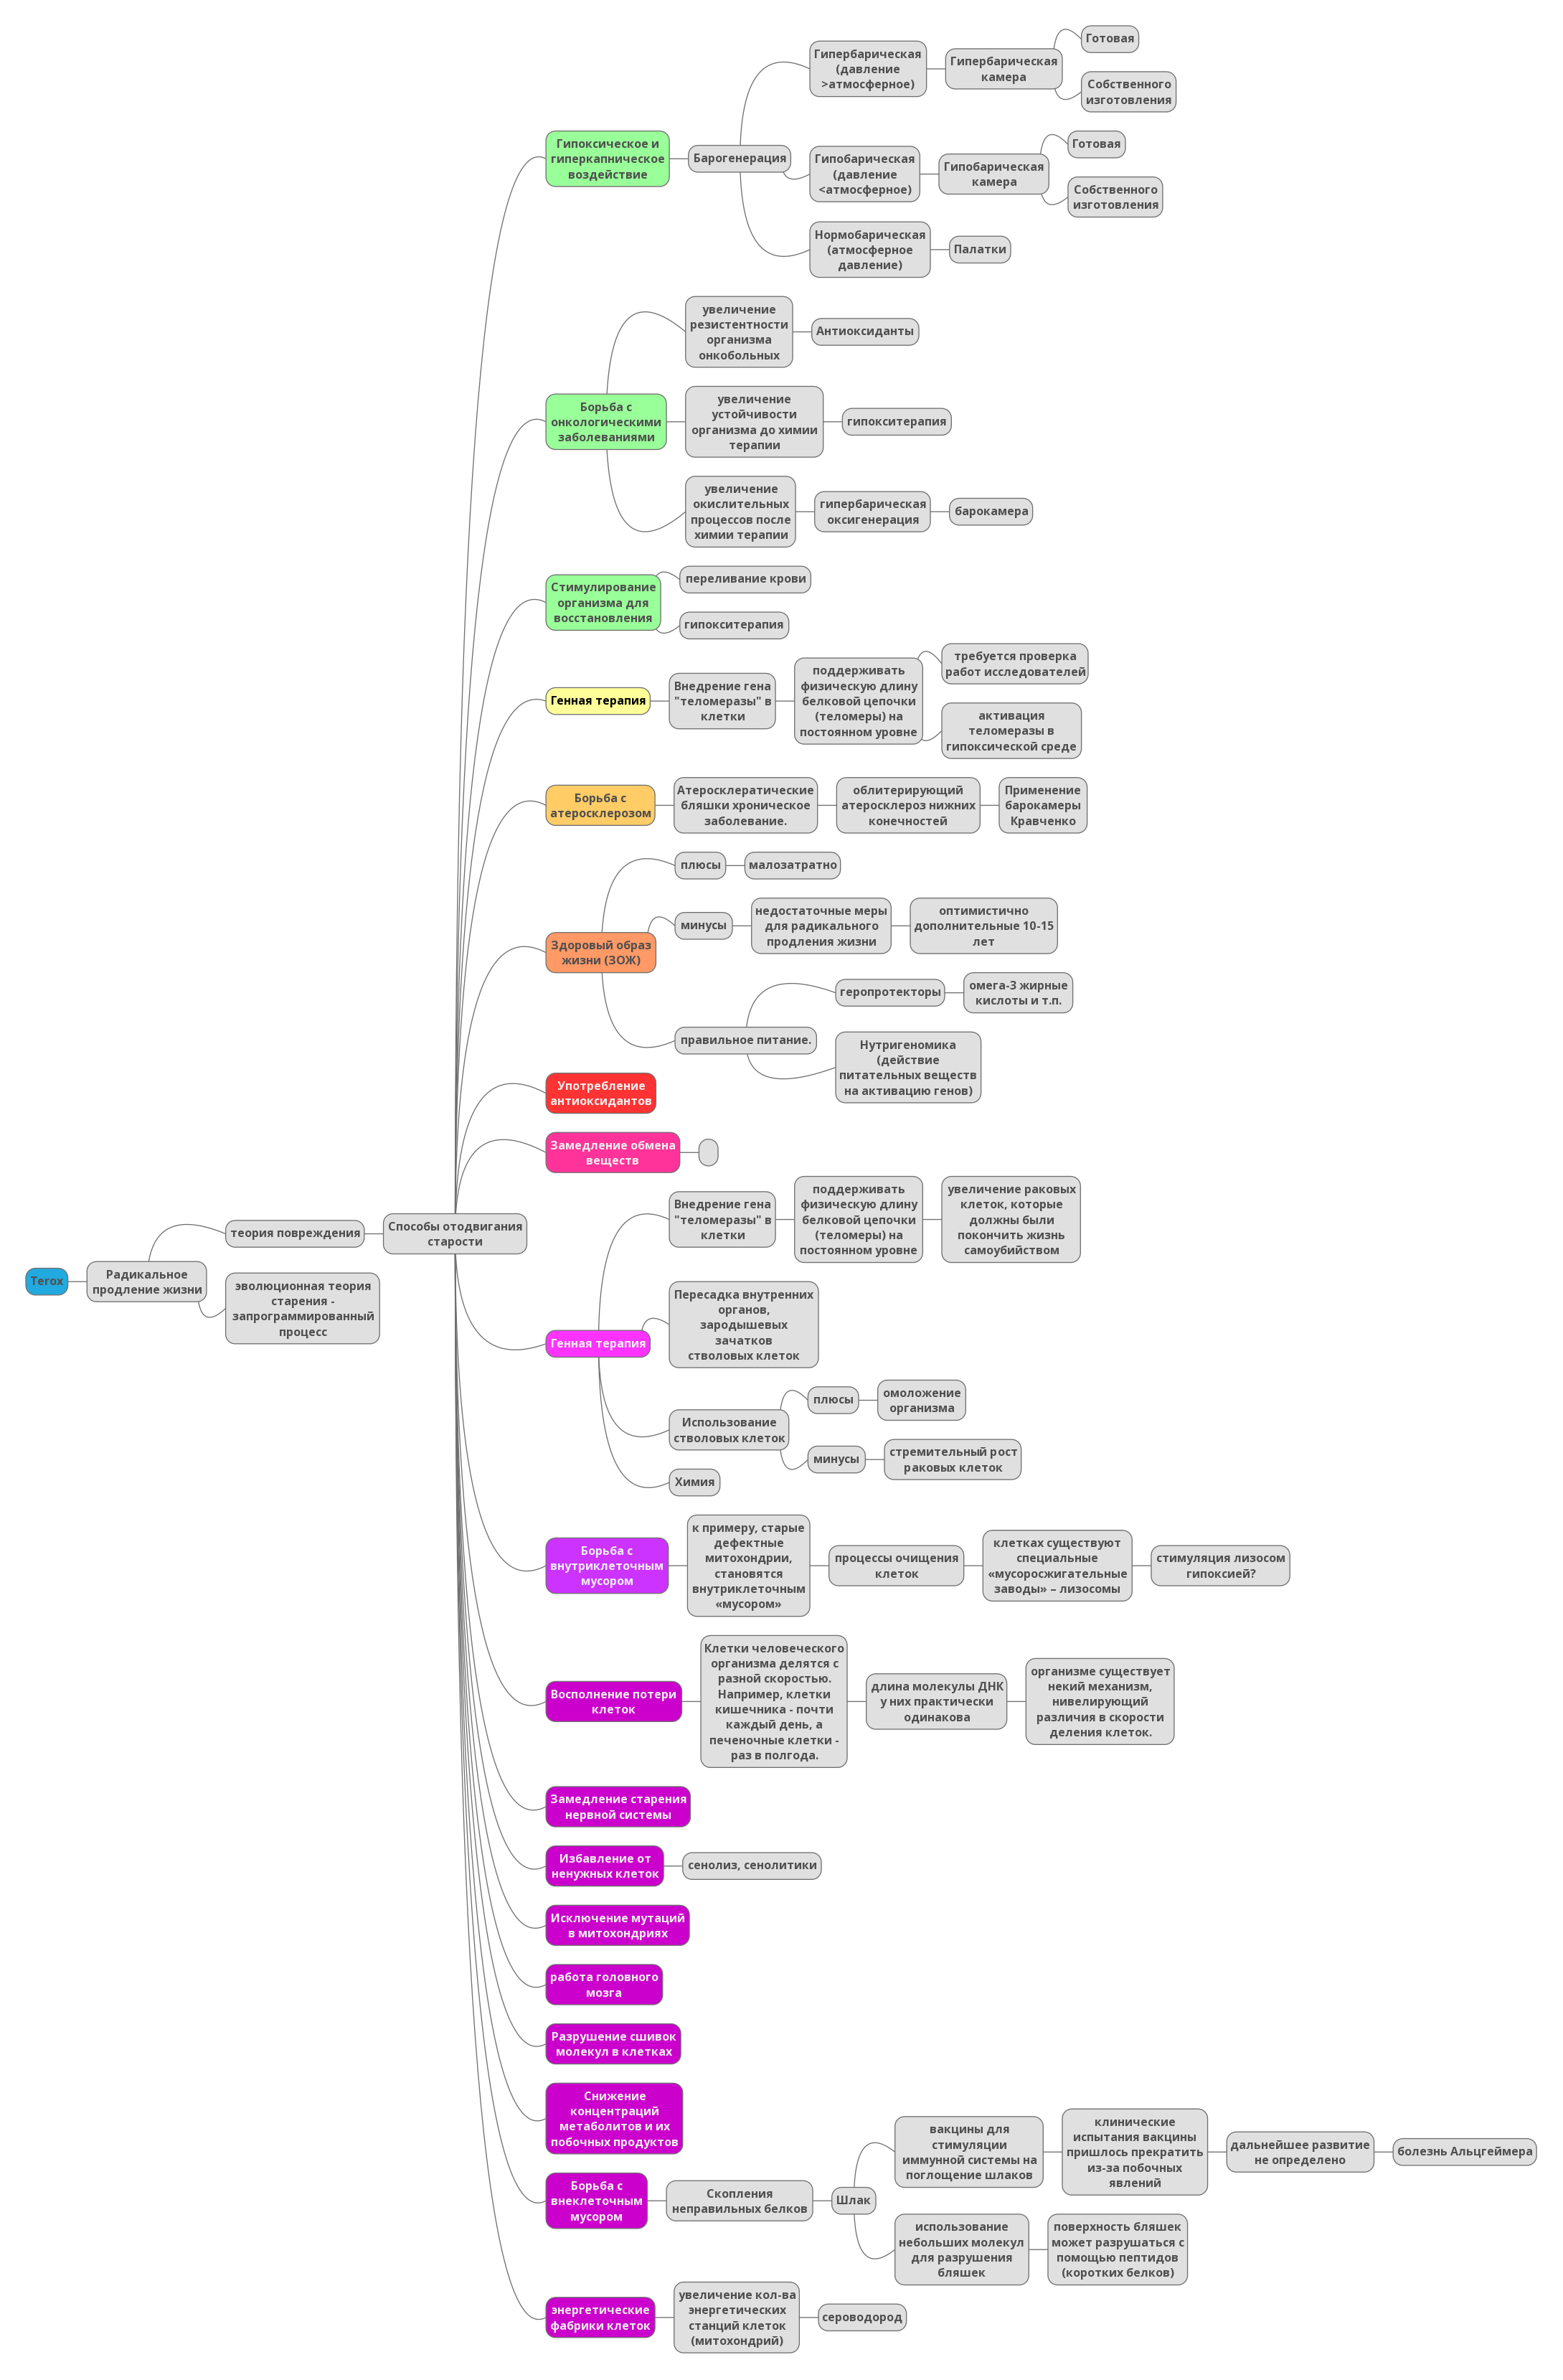 Terox
Радикальное
продление жизни
теория повреждения
эволюционная теория
старения -
запрограммированный
процесс
Способы отодвигания
старости
Гипоксическое и
гиперкапническое
воздействие
Барогенерация
Гипербарическая
(давление
>атмосферное)
Гипербарическая
камера
Готовая
Собственного
изготовления
Гипобарическая
(давление
<атмосферное)
Гипобарическая
камера
Готовая
Собственного
изготовления
Нормобарическая
(атмосферное
давление)
Палатки
Борьба с
онкологическими
заболеваниями
увеличение
резистентности
организма
онкобольных
Антиоксиданты
увеличение
устойчивости
организма до химии
терапии
гипокситерапия
увеличение
окислительных
процессов после
химии терапии
гипербарическая
оксигенерация
барокамера
Стимулирование
организма для
восстановления
переливание крови
гипокситерапия
Генная терапия
Внедрение гена
"теломеразы" в
клетки
поддерживать
физическую длину
белковой цепочки
(теломеры) на
постоянном уровне
требуется проверка
работ исследователей
активация
теломеразы в
гипоксической среде
Борьба с
атеросклерозом
Атеросклератические
бляшки хроническое
заболевание.
облитерирующий
атеросклероз нижних
конечностей
Применение
барокамеры
Кравченко
Здоровый образ
жизни (ЗОЖ)
плюсы
малозатратно
минусы
недостаточные меры
для радикального
продления жизни
оптимистично
дополнительные 10-15
лет
правильное питание.
геропротекторы
омега-3 жирные
кислоты и т.п.
Нутригеномика
(действие
питательных веществ
на активацию генов)
Употребление
антиоксидантов
Замедление обмена
веществ
Генная терапия
Внедрение гена
"теломеразы" в
клетки
поддерживать
физическую длину
белковой цепочки
(теломеры) на
постоянном уровне
увеличение раковых
клеток, которые
должны были
покончить жизнь
самоубийством
Пересадка внутренних
органов,
зародышевых
зачатков
стволовых клеток
Использование
стволовых клеток
плюсы
омоложение
организма
минусы
стремительный рост
раковых клеток
Химия
Борьба с
внутриклеточным
мусором
к примеру, старые
дефектные
митохондрии,
становятся
внутриклеточным
«мусором»
процессы очищения
клеток
клетках существуют
специальные
«мусоросжигательные
заводы» – лизосомы
стимуляция лизосом
гипоксией?
Восполнение потери
клеток
Клетки человеческого
организма делятся с
разной скоростью.
Например, клетки
кишечника - почти
каждый день, а
печеночные клетки -
раз в полгода.
длина молекулы ДНК
у них практически
одинакова
организме существует
некий механизм,
нивелирующий
различия в скорости
деления клеток.
Замедление старения
нервной системы
Избавление от
ненужных клеток
сенолиз, сенолитики
Исключение мутаций
в митохондриях
работа головного
мозга
Разрушение сшивок
молекул в клетках
Снижение
концентраций
метаболитов и их
побочных продуктов
Борьба с
внеклеточным
мусором
Скопления
неправильных белков
Шлак
вакцины для
стимуляции
иммунной системы на
поглощение шлаков
клинические
испытания вакцины
пришлось прекратить
из-за побочных
явлений
дальнейшее развитие
не определено
болезнь Альцгеймера
использование
небольших молекул
для разрушения
бляшек
поверхность бляшек
может разрушаться с
помощью пептидов
(коротких белков)
энергетические
фабрики клеток
увеличение кол-ва
энергетических
станций клеток
(митохондрий)
сероводород